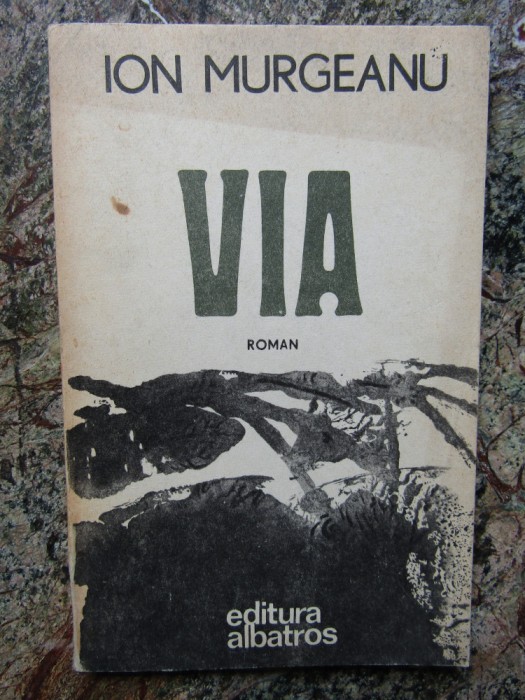 ION MURGEANU
VIA
ROMAN
editura
albatros